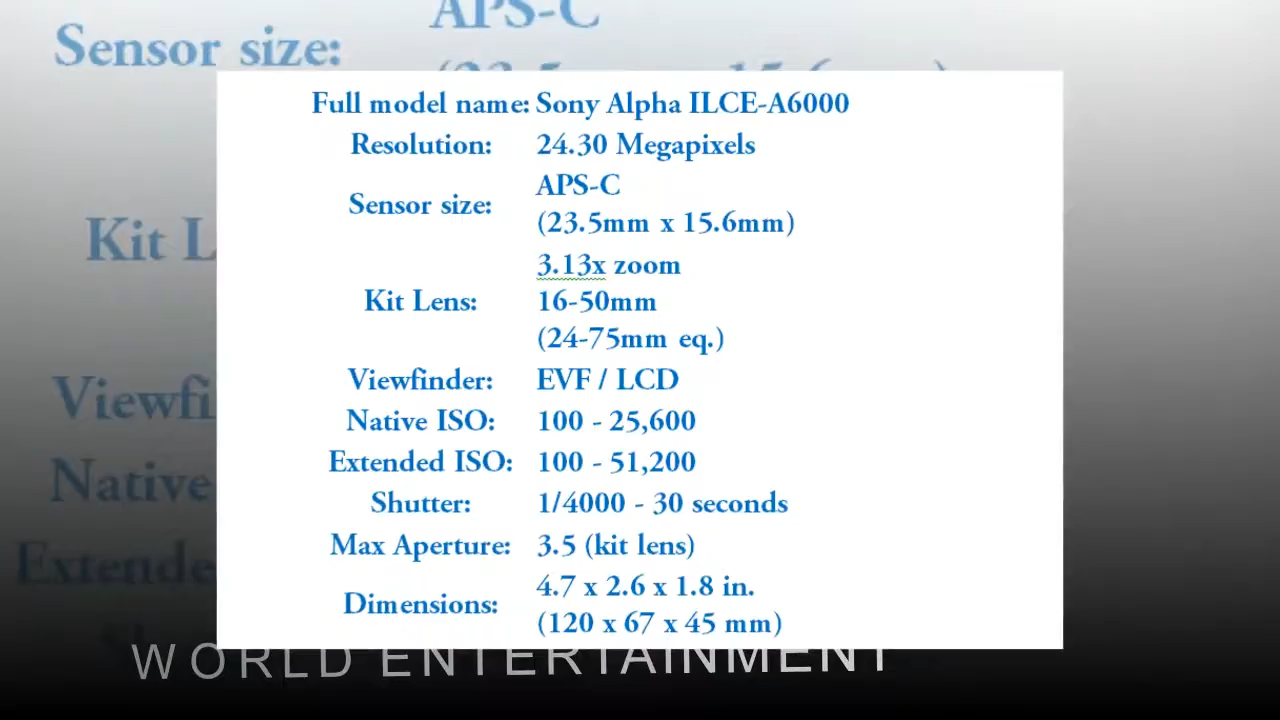 APS-C
Sensor size:
Full model name: Sony Alpha ILCE-A6000
Resolution: 24.30 Megapixels
Sensor size: APS-C
(23.5mm x 15.6mm)
Kit Lens: 3.13x zoom
16-50mm
(24-75mm eq.)
Viewfinder: EVF / LCD
Native ISO: 100 - 25,600
Extended ISO: 100 - 51,200
Shutter: 1/4000 - 30 seconds
Max Aperture: 3.5 (kit lens)
Dimensions: 4.7 x 2.6 x 1.8 in.
(120 x 67 x 45 mm)
Kit L
Viewfi
Native
Extended
WORLD ENTERTAINMENT